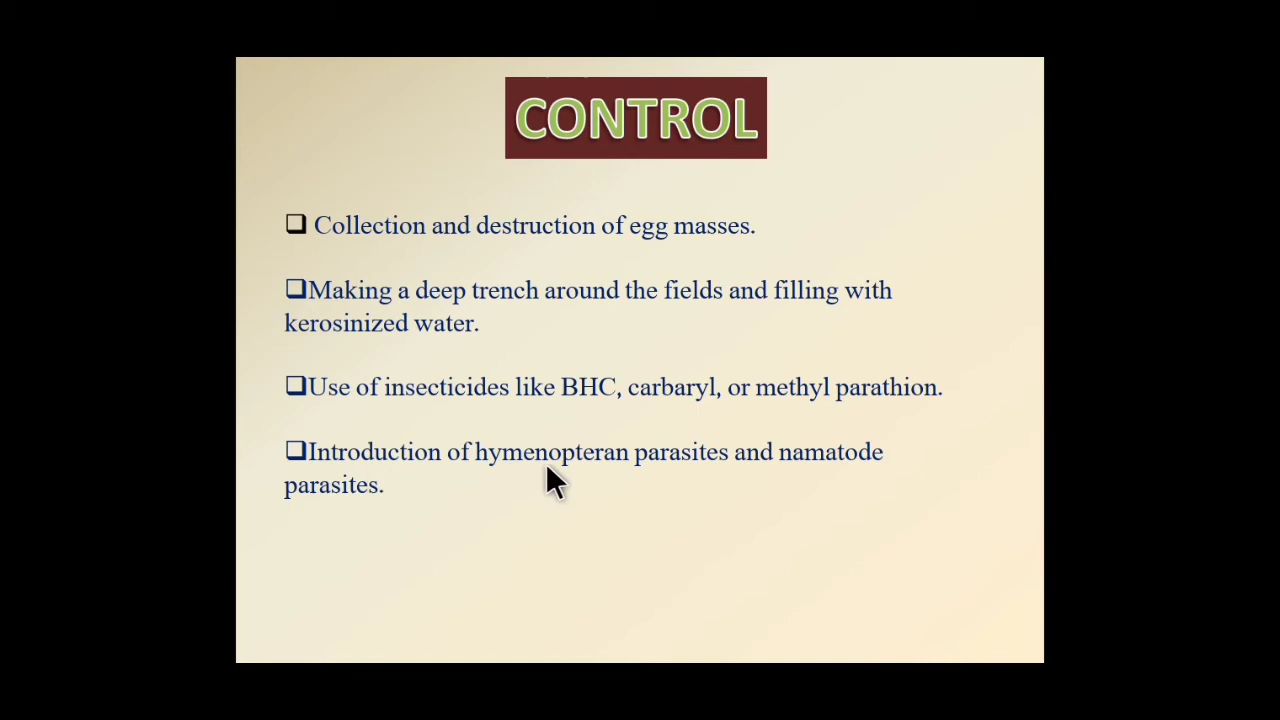 CONTROL
❑ Collection and destruction of egg masses.
❑Making a deep trench around the fields and filling with
kerosinized water.
❑Use of insecticides like BHC, carbaryl, or methyl parathion.
❑Introduction of hymenopteran parasites and namatode
parasites.